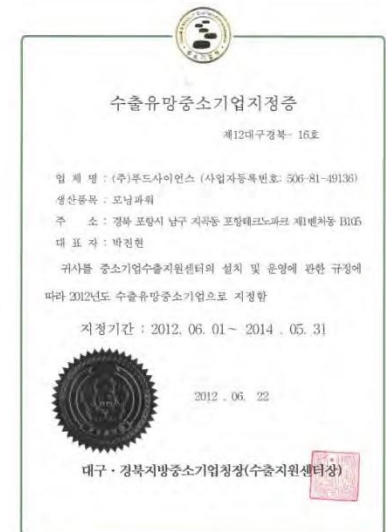 수출유망중소기업지정증
제12대구경북- 16호
업 체 명 : (주)푸드사이언스 (사업자등록번호: 506-81-49136)
생산품목 : 모닝파워
주 소 : 경북 포항시 남구 지곡동 포항테크노파크 제1벤처동 B105
대 표 자 : 박진현
귀사를 중소기업수출지원센터의 설치 및 운영에 관한 규정에
따라 2012년도 수출유망중소기업으로 지정함
지정기간 : 2012. 06. 01 ~ 2014 . 05. 31
2012 . 06. 22
대구 · 경북지방중소기업청장(수출지원센터장)